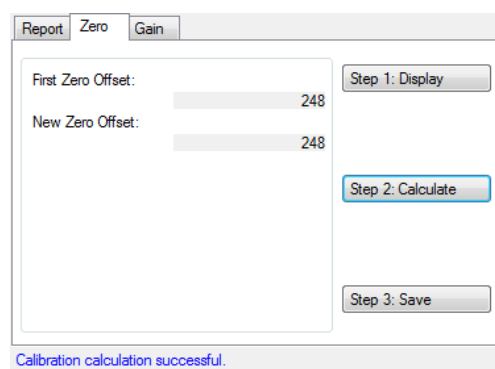 Report Zero Gain
First Zero Offset:
248
New Zero Offset:
248
Step 1: Display
Step 2: Calculate
Step 3: Save
Calibration calculation successful.